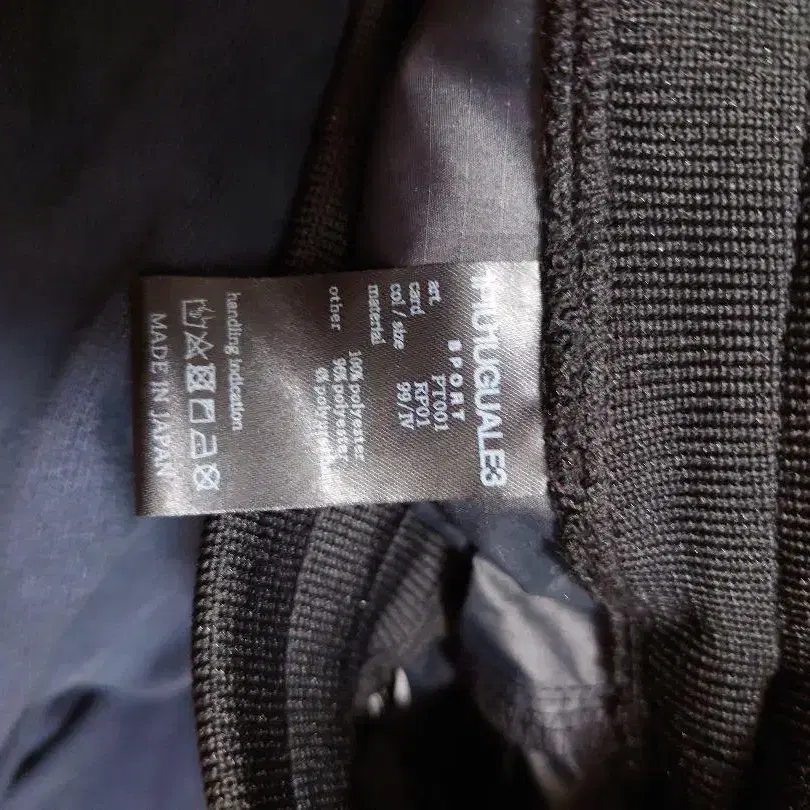 1PIU1UGUALE3
SPORT
art. PT001
card RP01
col / size 99/IV
material 100% polyester
other 96% polyester
handling indication
MADE IN JAPAN